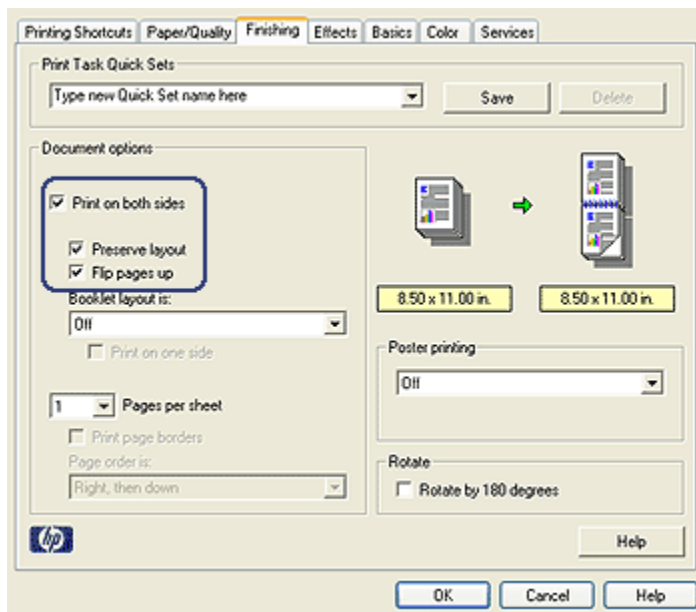 Printing Shortcuts Paper/Quality Finishing Effects Basics Color Services
Print Task Quick Sets
Type new Quick Set name here
Save
Delete
Document options
Print on both sides
Preserve layout
Flip pages up
Booklet layout is:
Off
Print on one side
1 Pages per sheet
Print page borders
Page order is:
Right, then down
8.50 x 11.00 in.
8.50 x 11.00 in.
Poster printing
Off
Rotate
Rotate by 180 degrees
hp
Help
OK Cancel Help